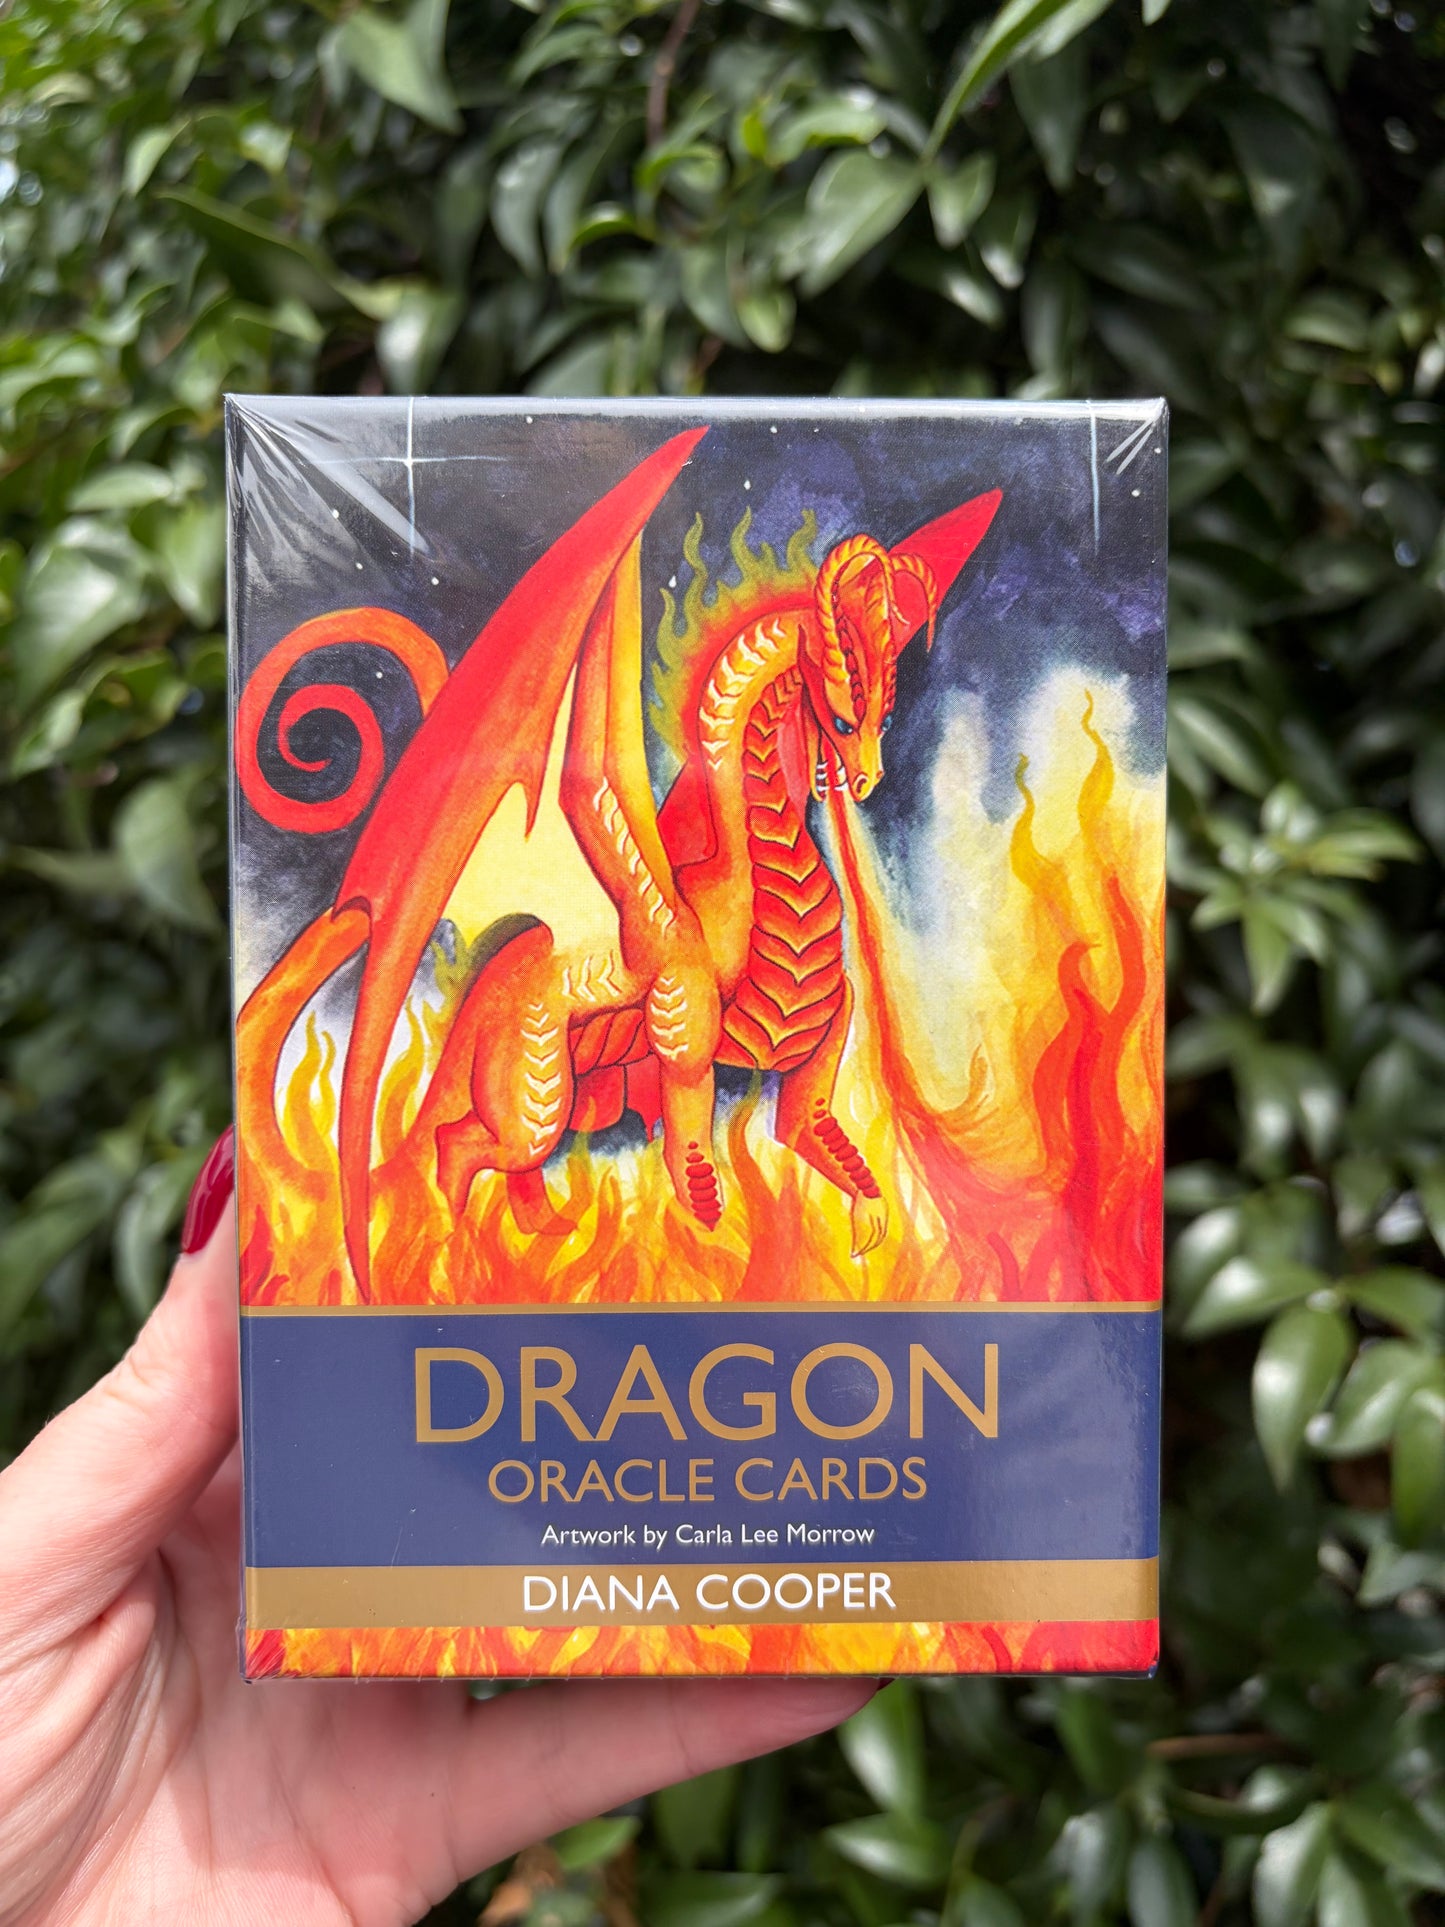 DRAGON
ORACLE CARDS
Artwork by Carla Lee Morrow
DIANA COOPER